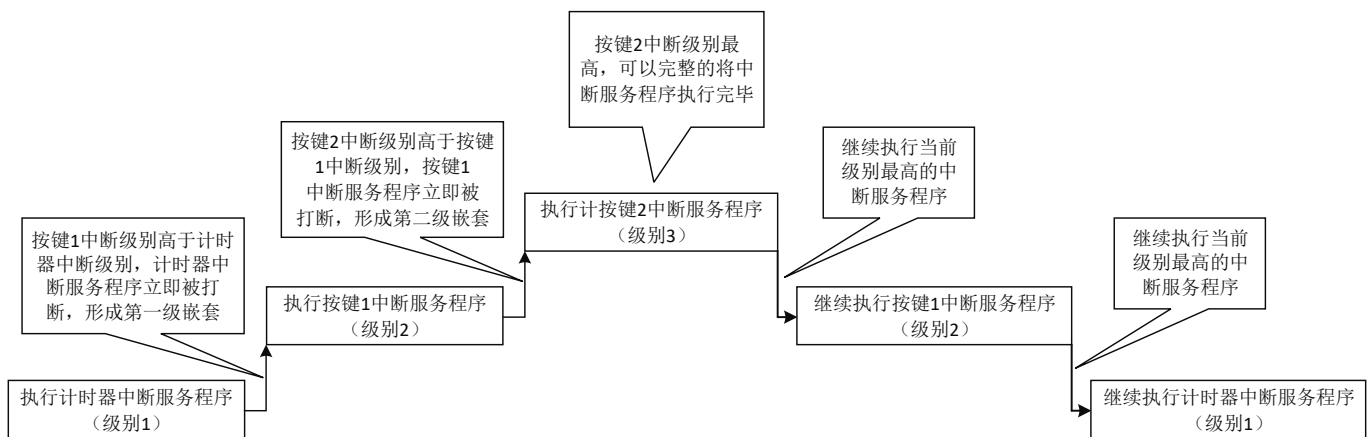 按键2中断级别最
高，可以完整的将中
断服务程序执行完毕
按键2中断级别高于按键
1中断级别，按键1
中断服务程序立即被
打断，形成第二级嵌套
继续执行当前
级别最高的中
断服务程序
执行计按键2中断服务程序
（级别3）
按键1中断级别高于计时
器中断级别，计时器中
断服务程序立即被打
断，形成第一级嵌套
继续执行当前
级别最高的中
断服务程序
执行按键1中断服务程序
（级别2）
继续执行按键1中断服务程序
（级别2）
执行计时器中断服务程序
（级别1）
继续执行计时器中断服务程序
（级别1）